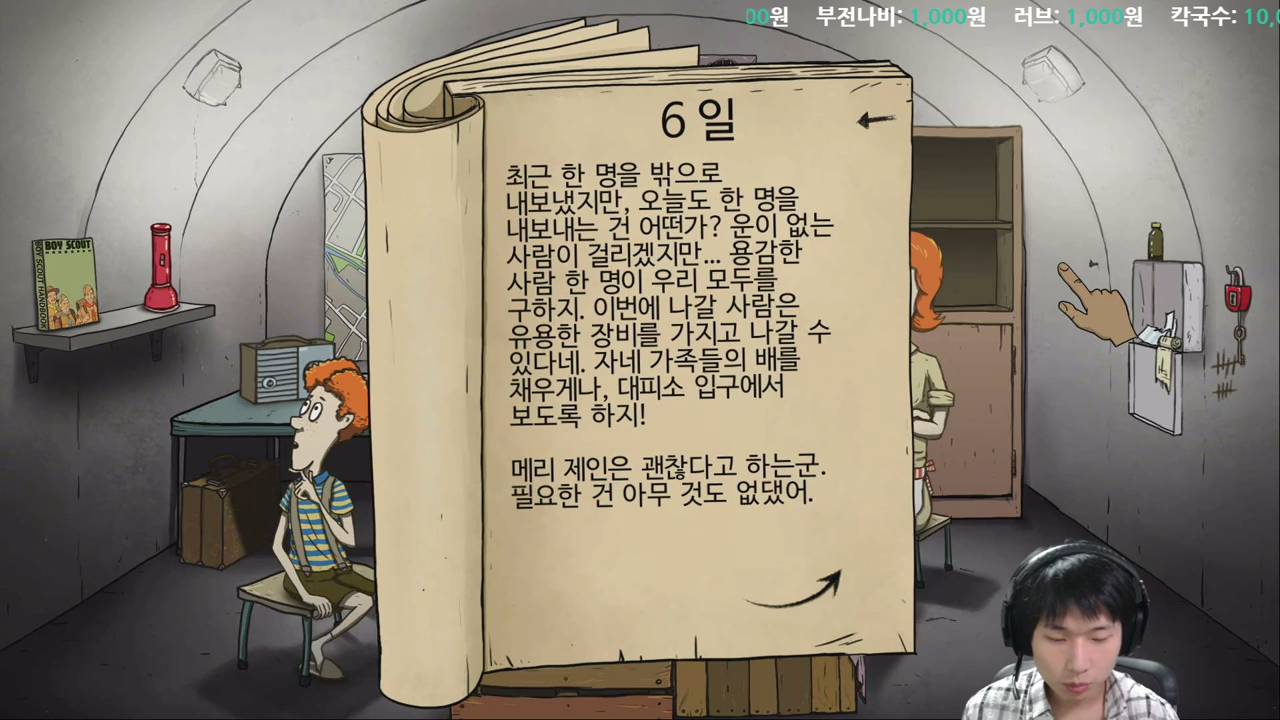 00원 부전나비: 1,000원 러브: 1,000원 칵국수: 10,0
BOY SCOUT
BOY SCOUT HANDBOOK
6일
최근 한 명을 밖으로
내보냈지만, 오늘도 한 명을
내보내는 건 어떤가? 운이 없는
사람이 걸리겠지만... 용감한
사람 한 명이 우리 모두를
구하지. 이번에 나갈 사람은
유용한 장비를 가지고 나갈 수
있다네. 자네 가족들의 배를
채우게나, 대피소 입구에서
보도록 하지!
메리 제인은 괜찮다고 하는군.
필요한 건 아무 것도 없댔어.